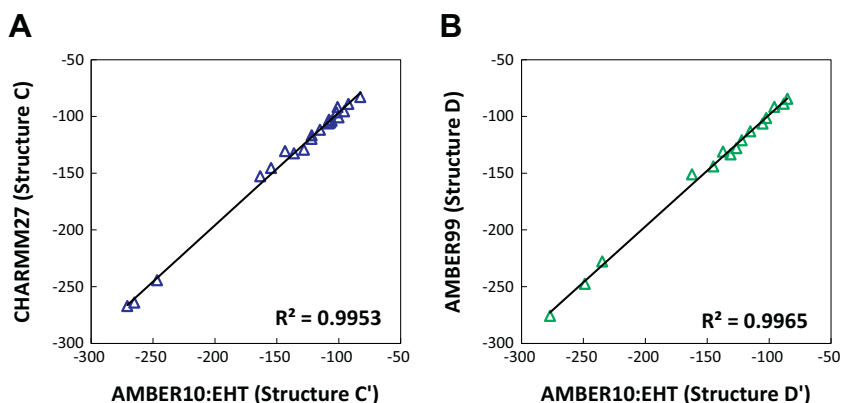 A
CHARMM27 (Structure C)
-50
-100
-150
-200
-250
-300
-300 -250 -200 -150 -100 -50
R² = 0.9953
AMBER10:EHT (Structure C')
B
AMBER99 (Structure D)
-50
-100
-150
-200
-250
-300
-300 -250 -200 -150 -100 -50
R² = 0.9965
AMBER10:EHT (Structure D')